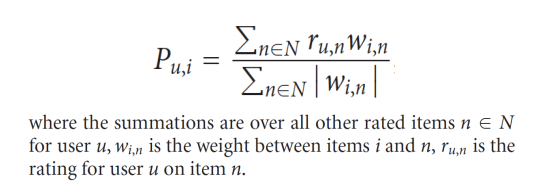 P_{u,i} = \frac{\sum_{n \in N} r_{u,n} w_{i,n}}{\sum_{n \in N} |w_{i,n}|}
where the summations are over all other rated items n ∈ N
for user u, w_{i,n} is the weight between items i and n, r_{u,n} is the
rating for user u on item n.